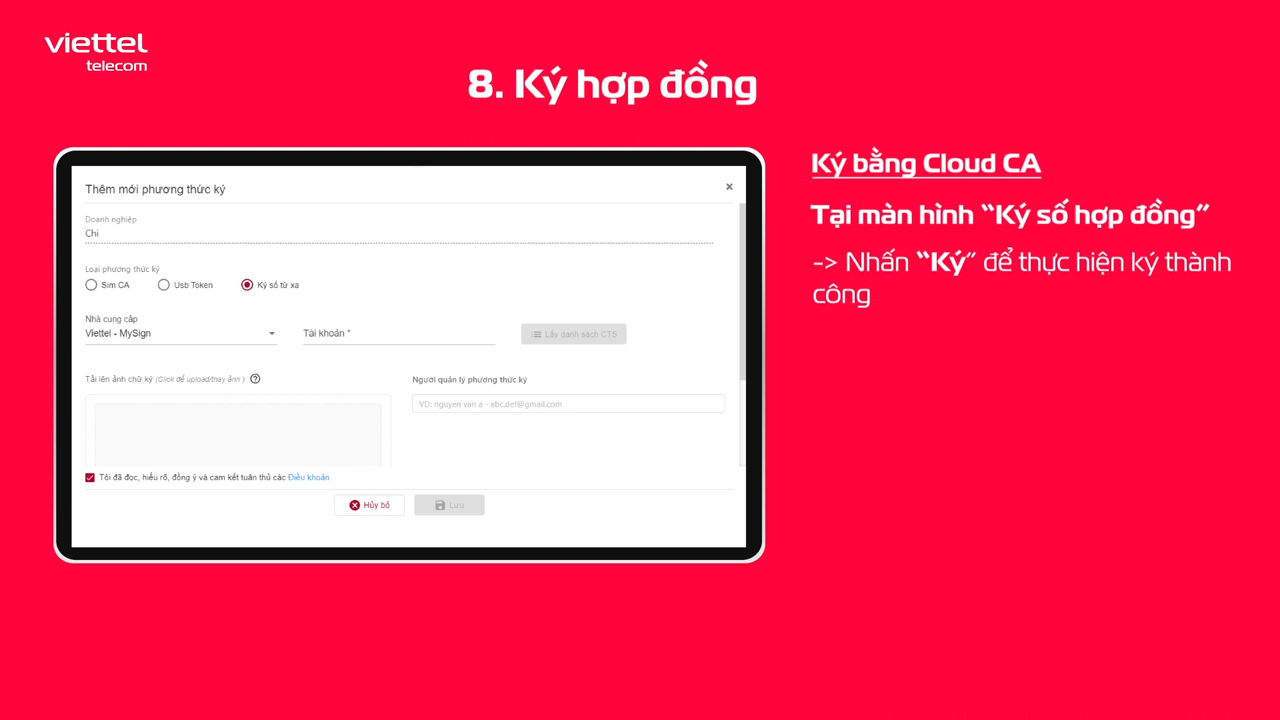 viettel
telecom
8. Ký hợp đồng
Thêm mới phương thức ký
Doanh nghiệp
Chi
Loại phương thức ký
Sim CA
Usb Token
Ký số từ xa
Nhà cung cấp
Viettel - MySign
Tài khoản *
Lấy danh sách CTS
Tải lên ảnh chữ ký (Click để upload/thay ảnh )
Người quản lý phương thức ký
VD: nguyen van a - abc.def@gmail.com
Tôi đã đọc, hiểu rõ, đồng ý và cam kết tuân thủ các Điều khoản
Hủy bỏ
Lưu
Ký bằng Cloud CA
Tại màn hình “Ký số hợp đồng”
-> Nhấn “Ký” để thực hiện ký thành
công